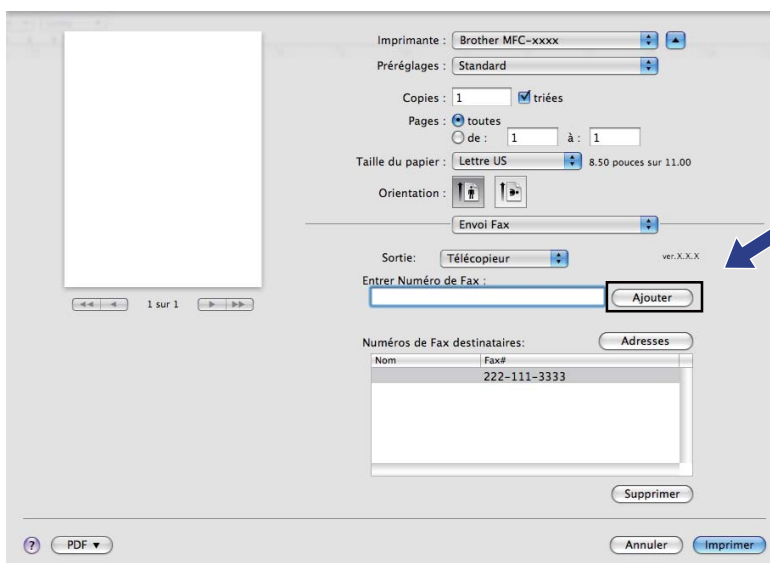 Imprimante : Brother MFC-xxxx
Préréglages : Standard
Copies : 1 triées
Pages : toutes
de : 1 à : 1
Taille du papier : Lettre US 8.50 pouces sur 11.00
Orientation :
Envoi Fax
Sortie: Télécopieur ver.X.X.X
Entrer Numéro de Fax :
Ajouter
1 sur 1
Numéros de Fax destinataires: Adresses
Nom Fax#
222-111-3333
Supprimer
? PDF Annuler Imprimer